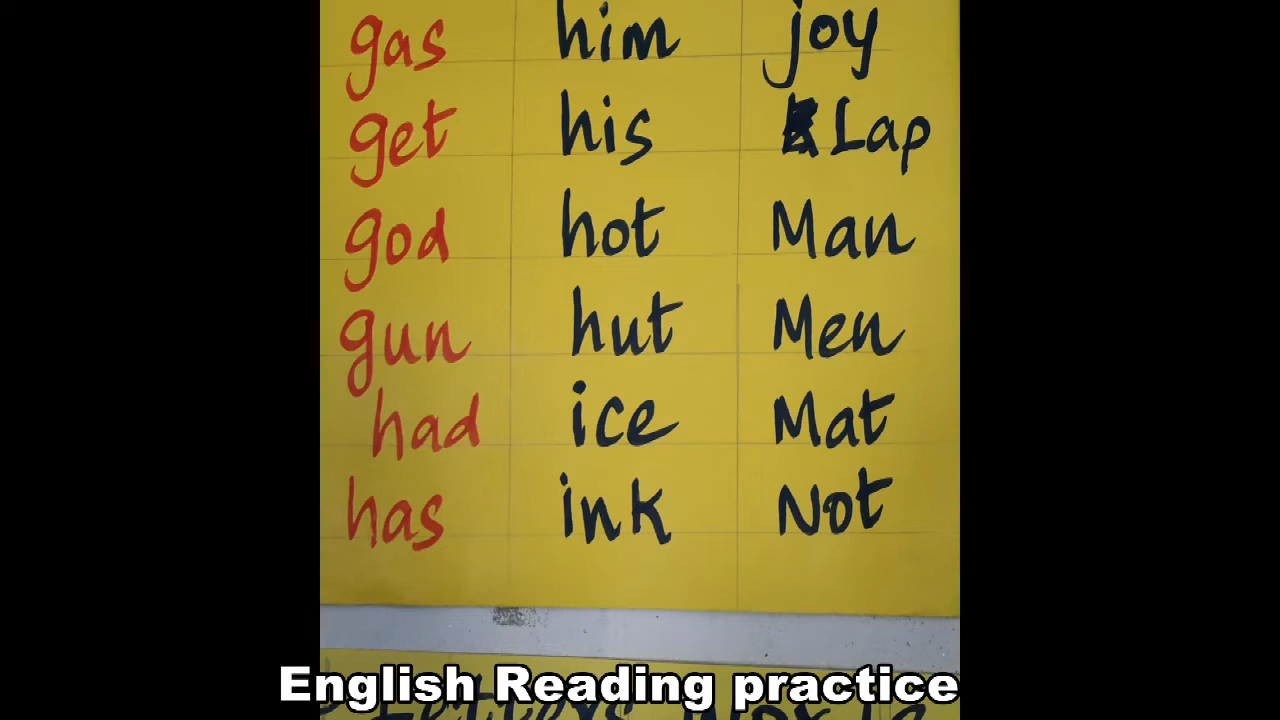 gas him joy
get his Lap
god hot Man
gun hut Men
had ice Mat
has ink Not
English Reading practice